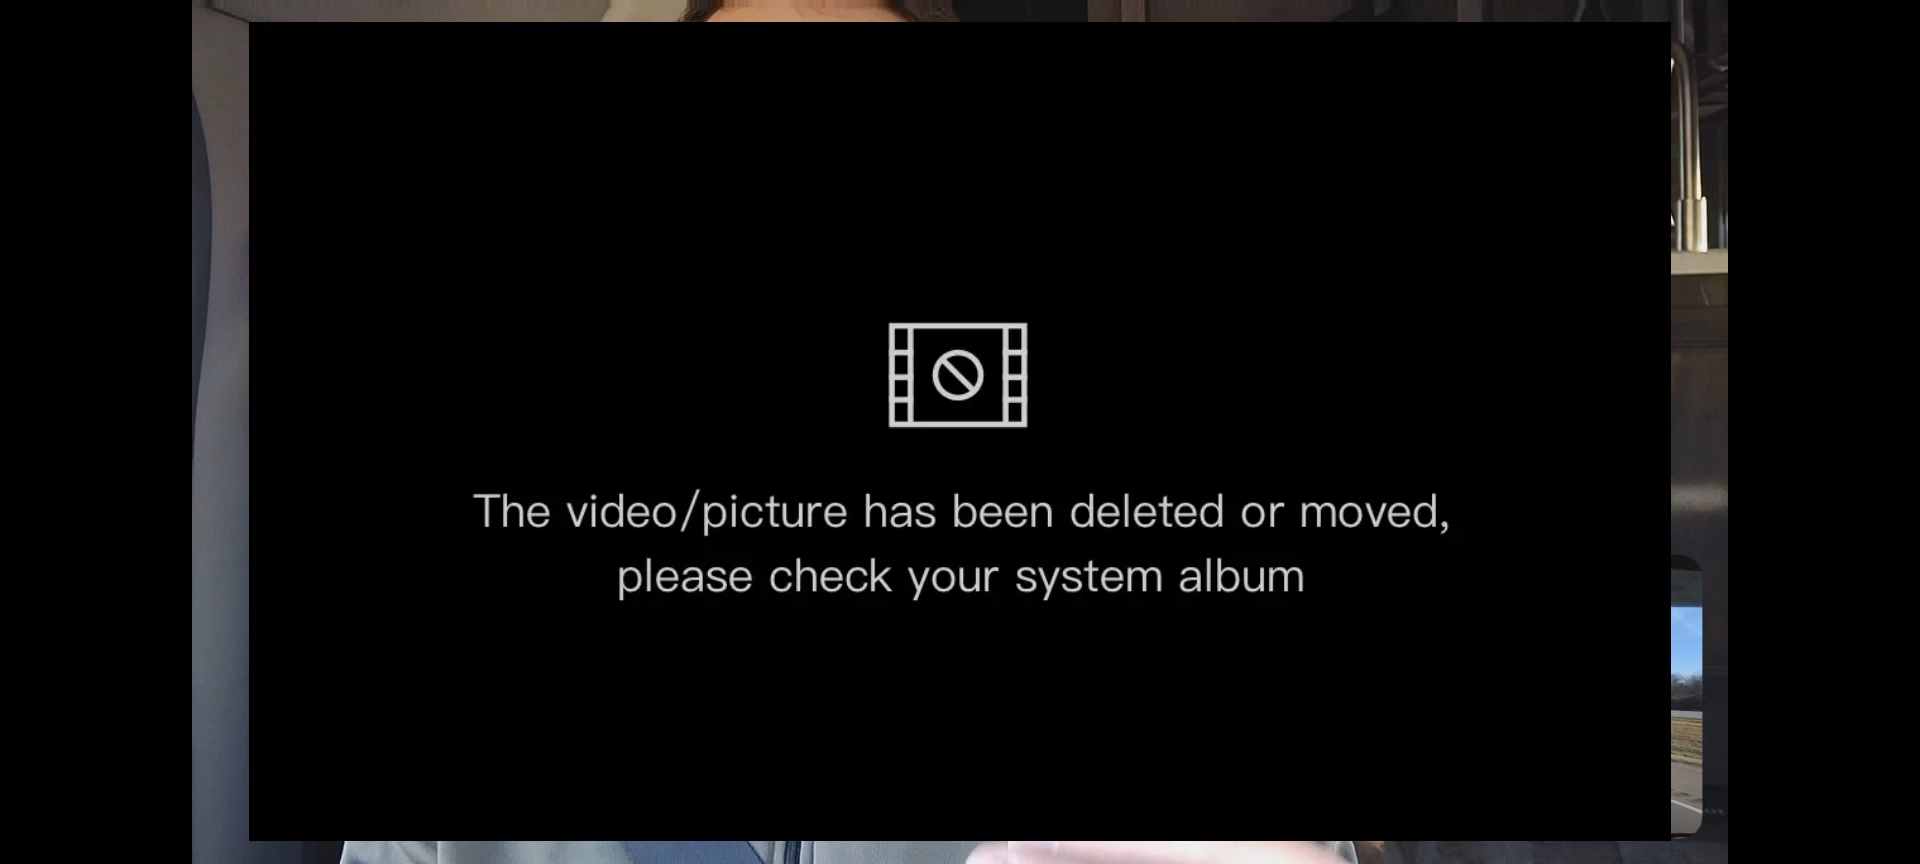 The video/picture has been deleted or moved,
please check your system album